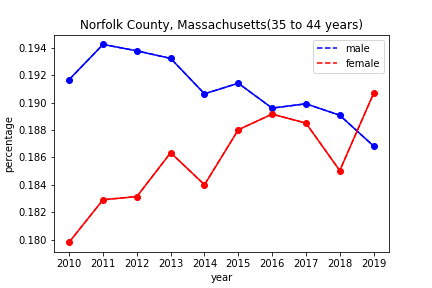 Norfolk County, Massachusetts(35 to 44 years)
male
female
0.194
0.192
0.190
0.188
0.186
0.184
0.182
0.180
percentage
2010 2011 2012 2013 2014 2015 2016 2017 2018 2019
year